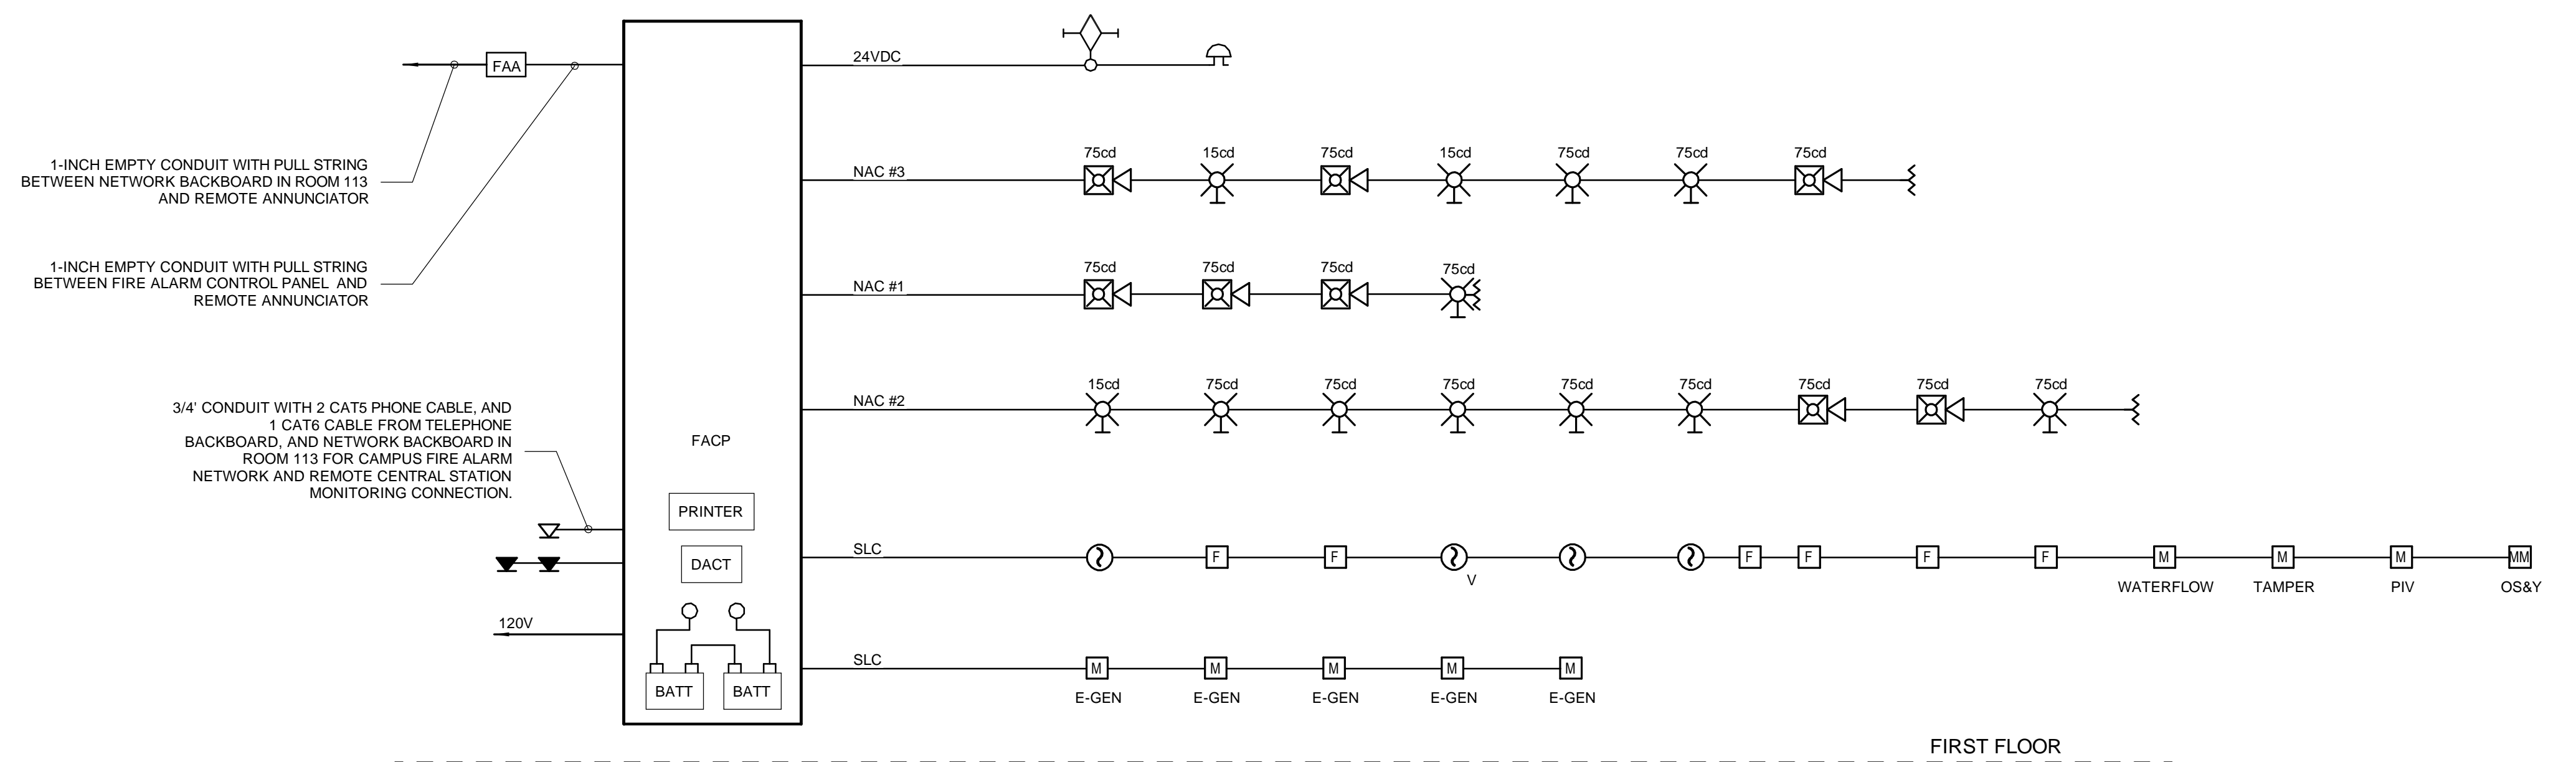 24VDC
FAA
1-INCH EMPTY CONDUIT WITH PULL STRING
BETWEEN NETWORK BACKBOARD IN ROOM 113
AND REMOTE ANNUNCIATOR
75cd 15cd 75cd 15cd 75cd 75cd 75cd
NAC #3
1-INCH EMPTY CONDUIT WITH PULL STRING
BETWEEN FIRE ALARM CONTROL PANEL AND
REMOTE ANNUNCIATOR
75cd 75cd 75cd 75cd
NAC #1
15cd 75cd 75cd 75cd 75cd 75cd 75cd 75cd 75cd
NAC #2
3/4' CONDUIT WITH 2 CAT5 PHONE CABLE, AND
1 CAT6 CABLE FROM TELEPHONE
BACKBOARD, AND NETWORK BACKBOARD IN
ROOM 113 FOR CAMPUS FIRE ALARM
NETWORK AND REMOTE CENTRAL STATION
MONITORING CONNECTION.
FACP
PRINTER
DACT
SLC
F F F F F F M M M MM
V
WATERFLOW TAMPER PIV OS&Y
120V
BATT BATT
SLC
M M M M M
E-GEN E-GEN E-GEN E-GEN E-GEN
FIRST FLOOR